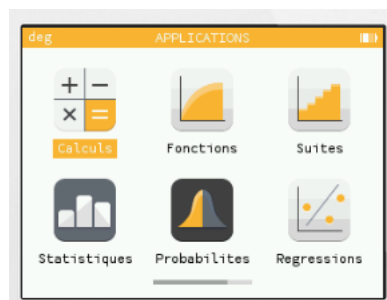 deg APPLICATIONS
Calculs Fonctions Suites
Statistiques Probabilites Regressions